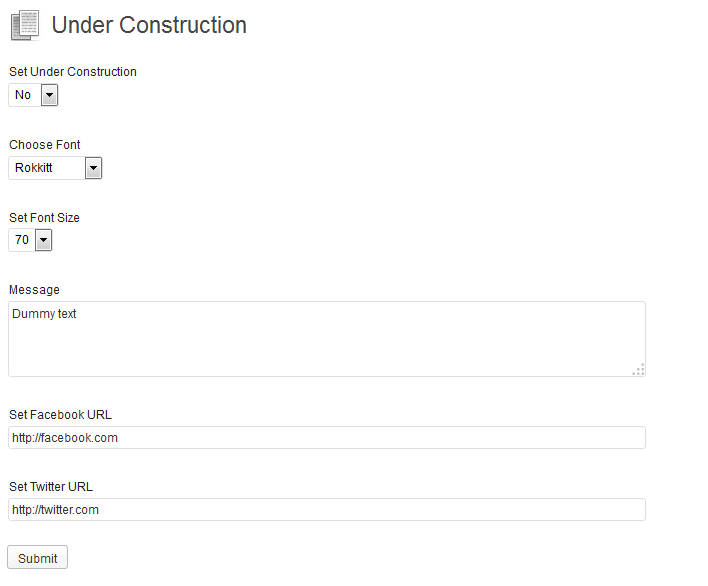 Under Construction
Set Under Construction
No
Choose Font
Rokkitt
Set Font Size
70
Message
Dummy text
Set Facebook URL
http://facebook.com
Set Twitter URL
http://twitter.com
Submit